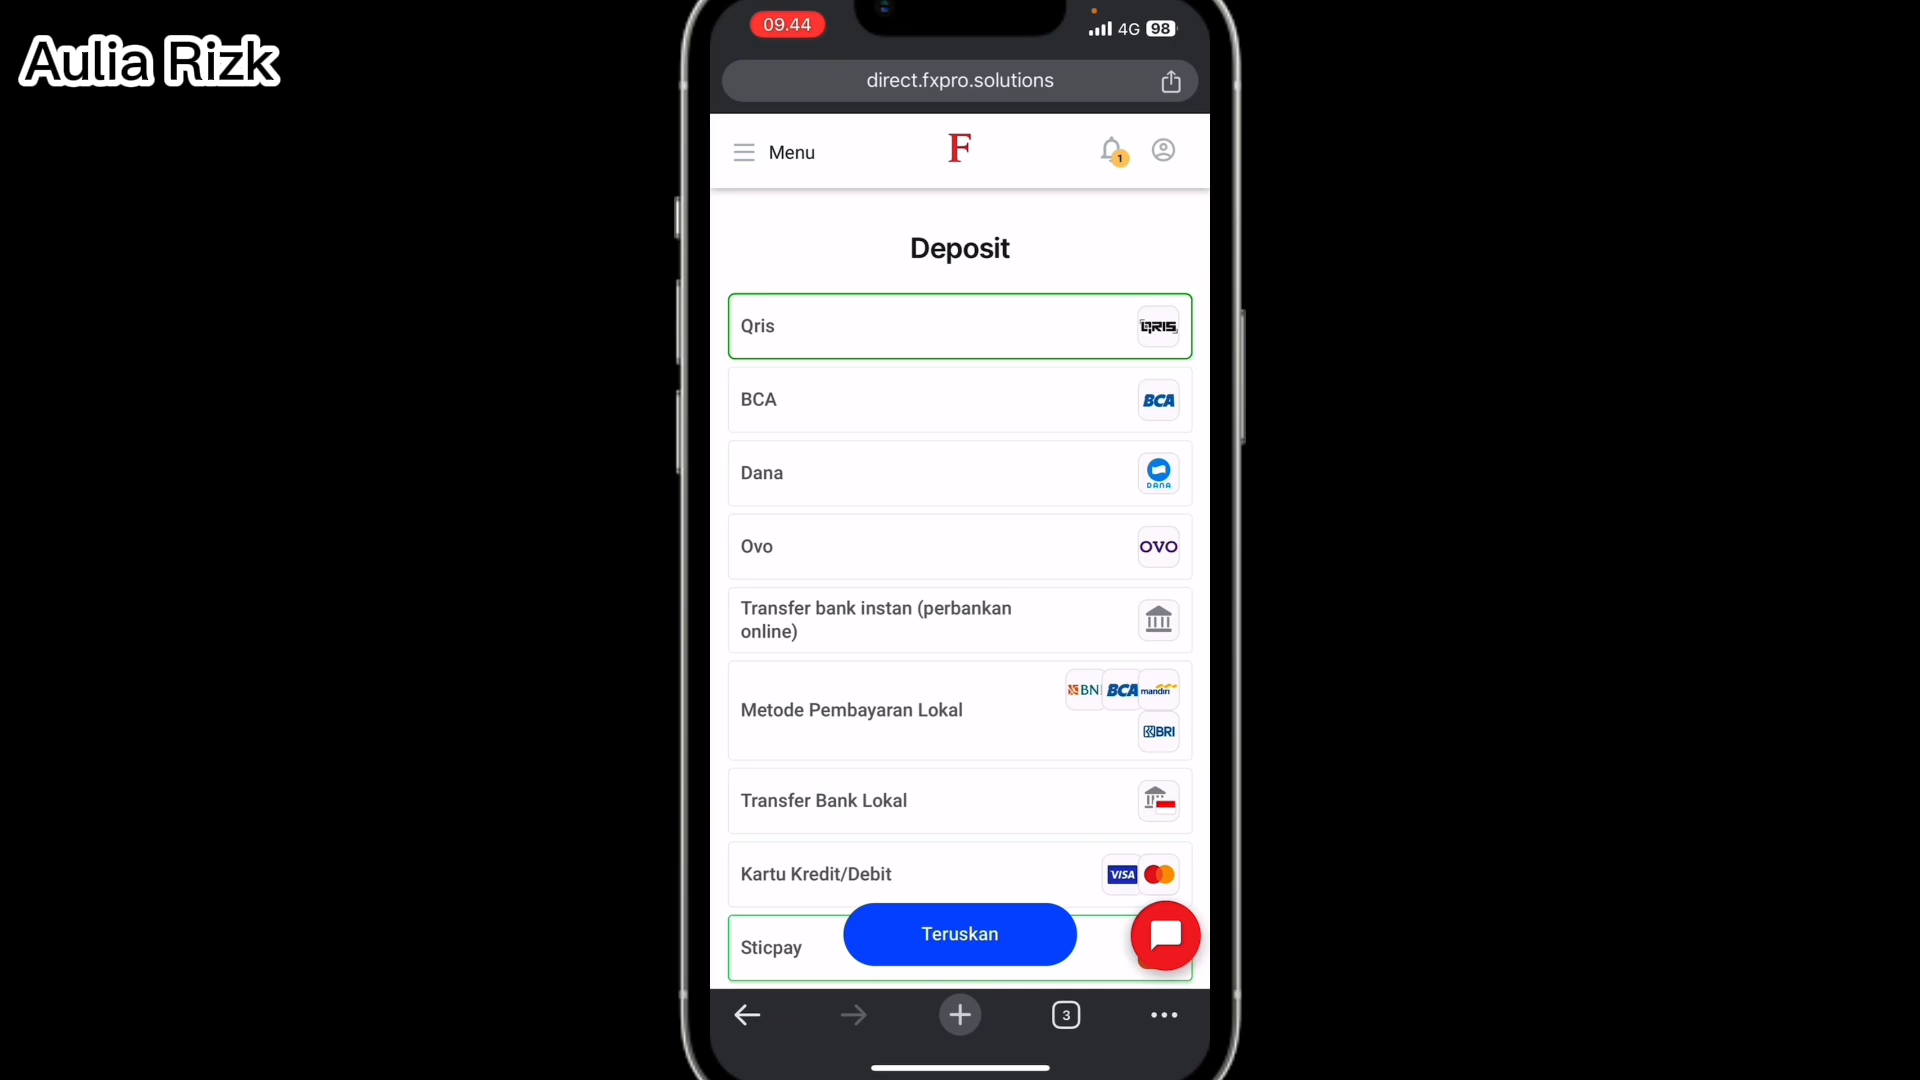 Aulia Rizk
09.44
4G 98
direct.fxpro.solutions
Menu
F
1
Deposit
Qris
QRIS
BCA
BCA
Dana
DANA
Ovo
OVO
Transfer bank instan (perbankan
online)
BNI BCA mandiri
Metode Pembayaran Lokal
BRI
Transfer Bank Lokal
Kartu Kredit/Debit
VISA
Sticpay
Teruskan
3